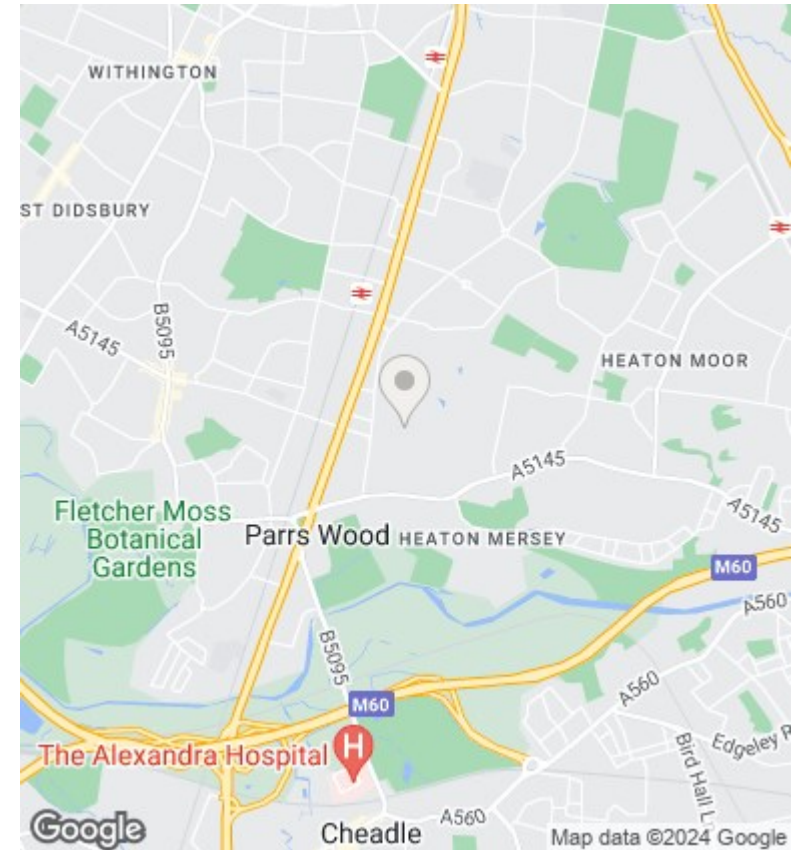 WITHINGTON
ST DIDSBURY
B5095
A5145
HEATON MOOR
A5145
A5145
Fletcher Moss
Botanical
Gardens
Parrs Wood
HEATON MERSEY
M60
A560
B5095
A560
M60
The Alexandra Hospital
H
Edgeley R
Bird Hall L
A560
Cheadle
Google
Map data ©2024 Google